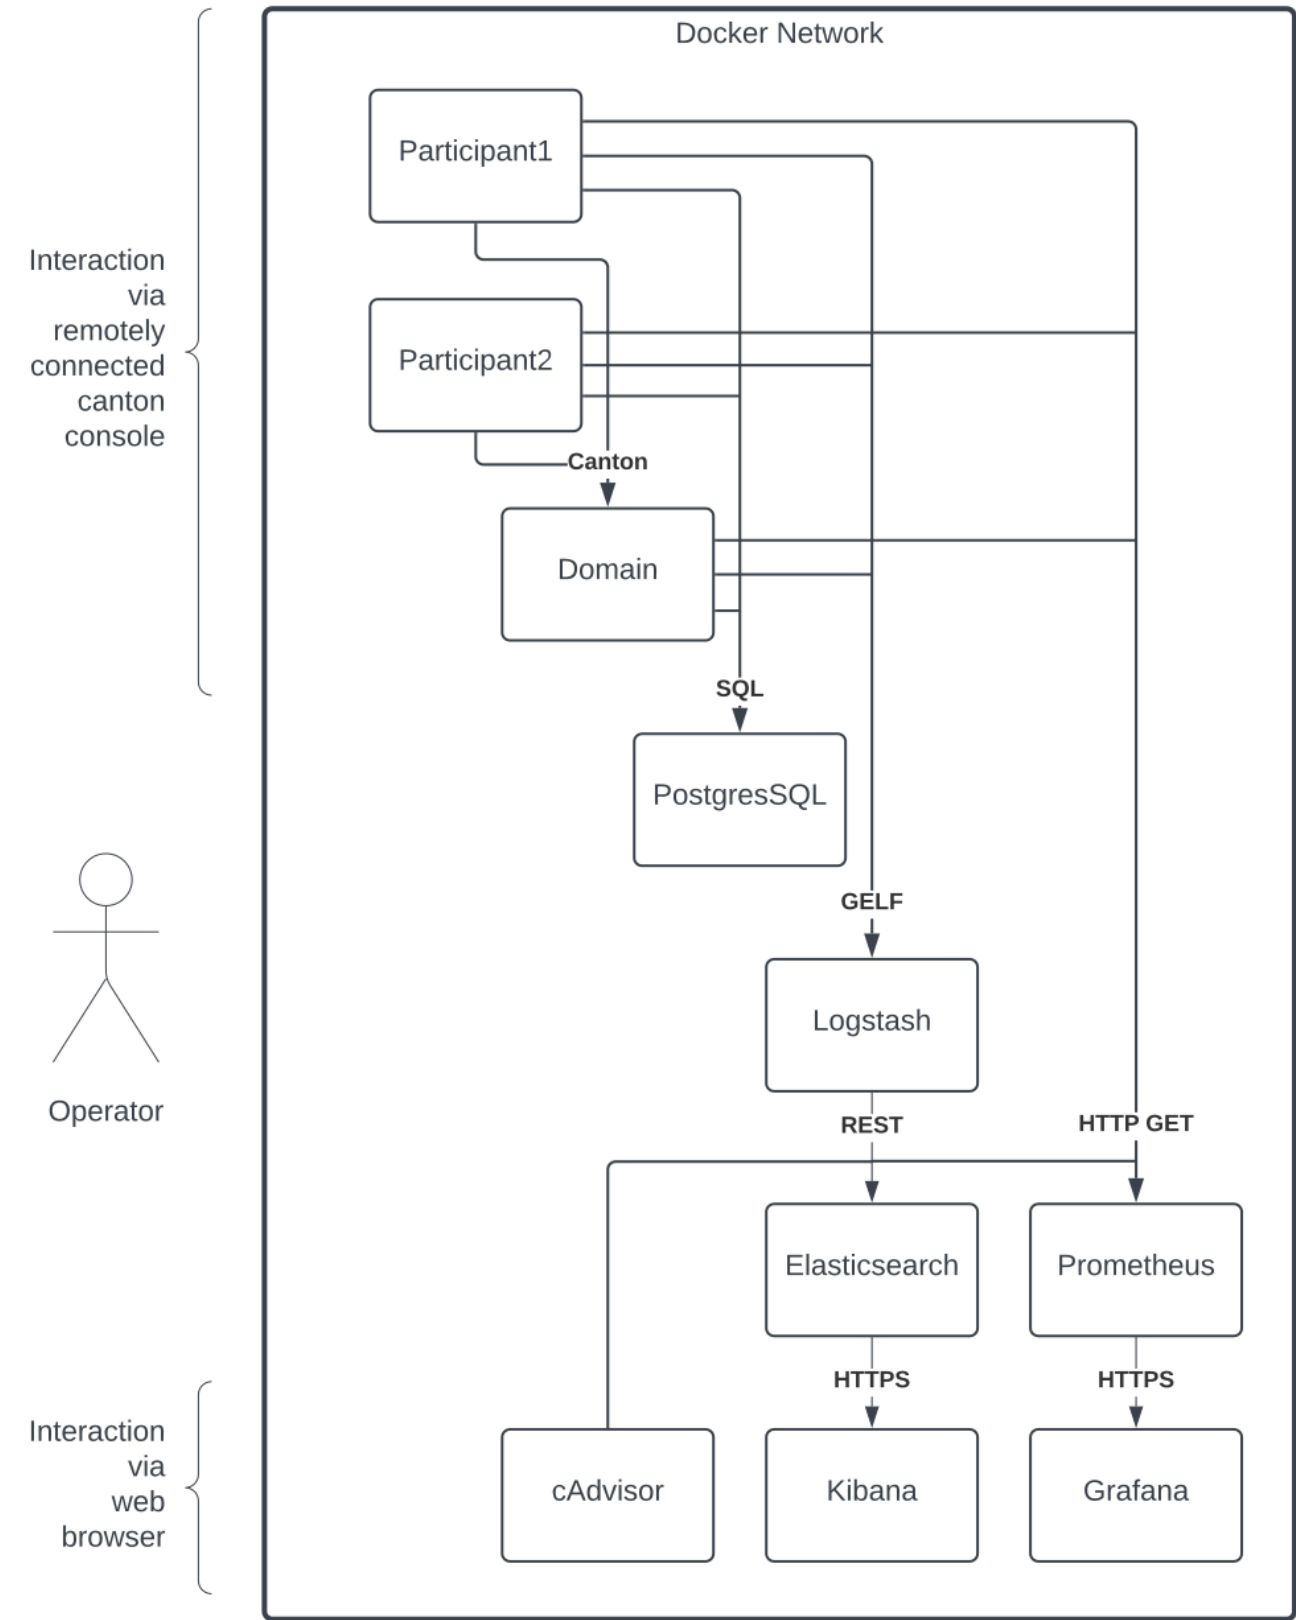 Docker Network
Participant1
Interaction
via
remotely
connected
canton
console
Participant2
Canton
Domain
SQL
PostgresSQL
GELF
Logstash
Operator
REST
HTTP GET
Elasticsearch
Prometheus
HTTPS
HTTPS
Interaction
via
web
browser
cAdvisor
Kibana
Grafana